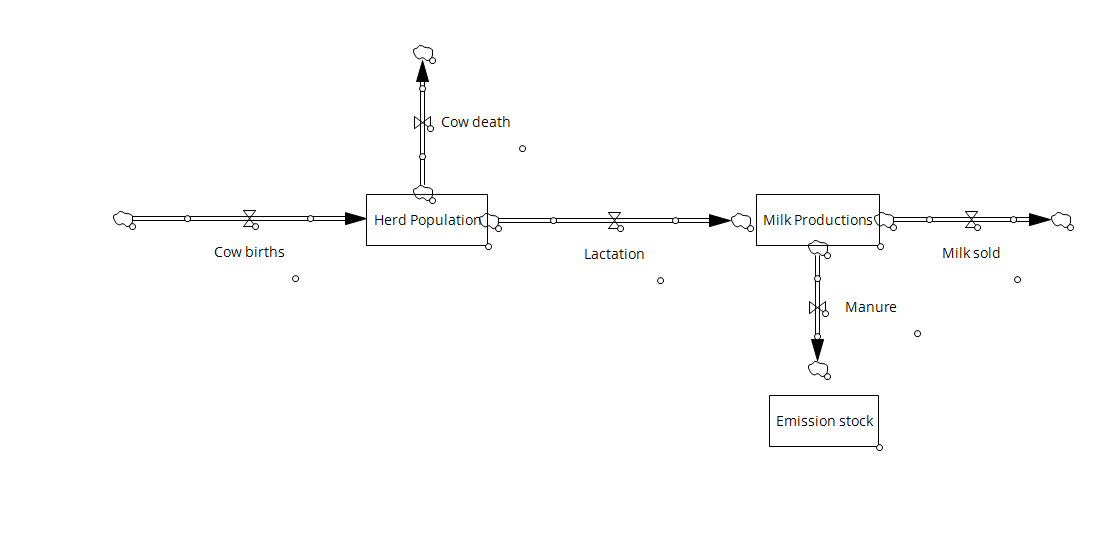 Cow death
Herd Population
Milk Productions
Cow births
Lactation
Milk sold
Manure
Emission stock